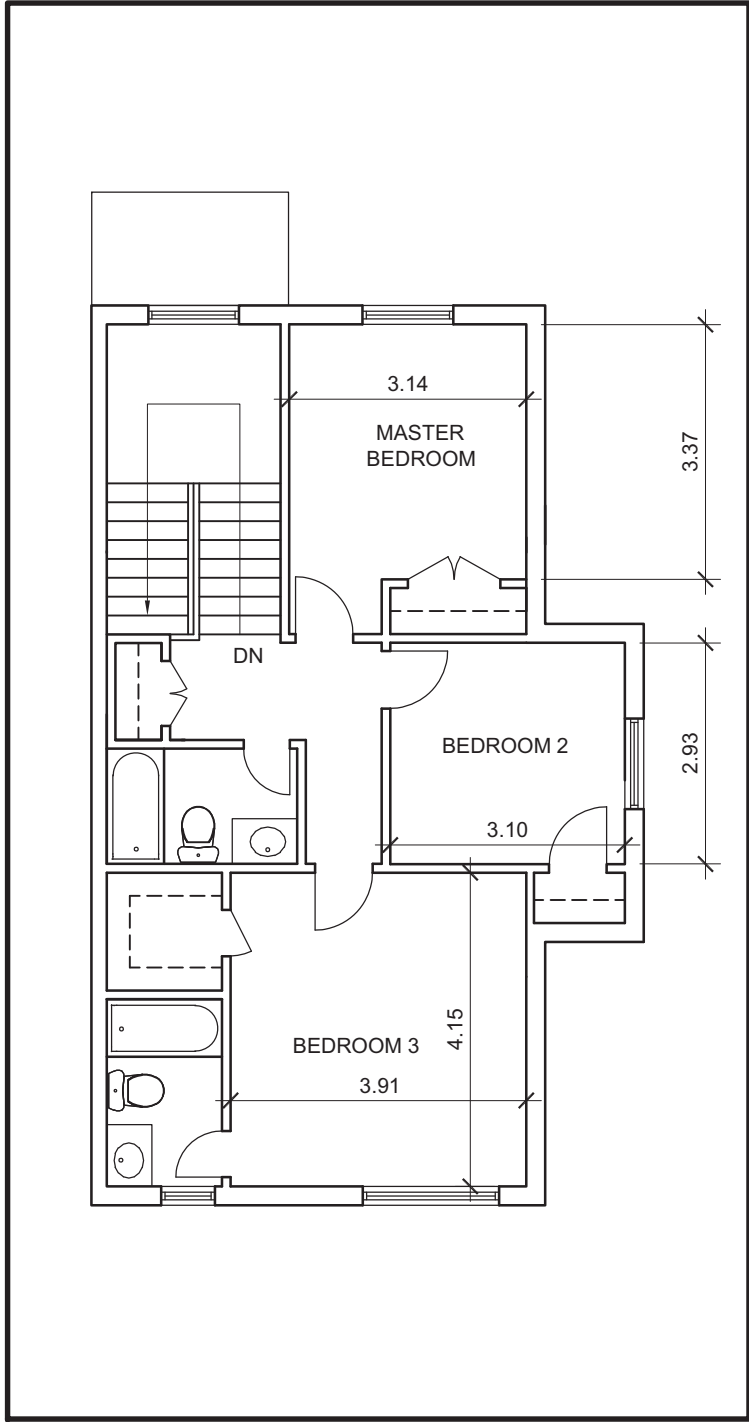 3.14
MASTER
BEDROOM
3.37
DN
BEDROOM 2
2.93
3.10
BEDROOM 3
4.15
3.91